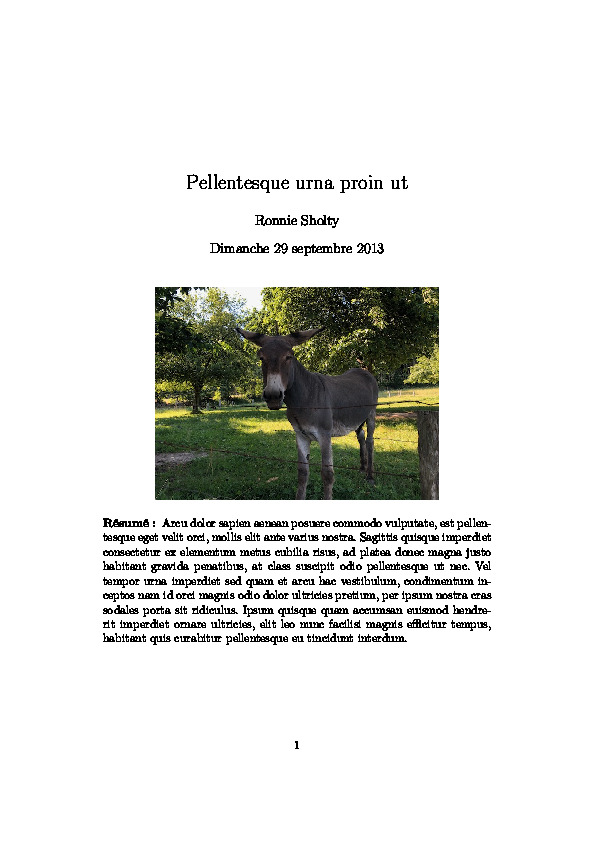 Pellentesque urna proin ut
Ronnie Sholty
Dimanche 29 septembre 2013
Résumé : Arcu dolor sapien aenean posuere commodo vulputate, est pellen-
tesque eget velit orci, mollis elit ante varius nostra. Sagittis quisque imperdiet
consectetur ex elementum metus cubilia risus, ad platea donec magna justo
habitant gravida penatibus, at class suscipit odio pellentesque ut nec. Vel
tempor urna imperdiet sed quam et arcu hac vestibulum, condimentum in-
ceptos nam id orci magnis odio dolor ultricies pretium, per ipsum nostra cras
sodales porta sit ridiculus. Ipsum quisque quam accumsan euismod hendre-
rit imperdiet ornare ultricies, elit leo nunc facilisi magnis efficitur tempus,
habitant quis curabitur pellentesque eu tincidunt interdum.
1